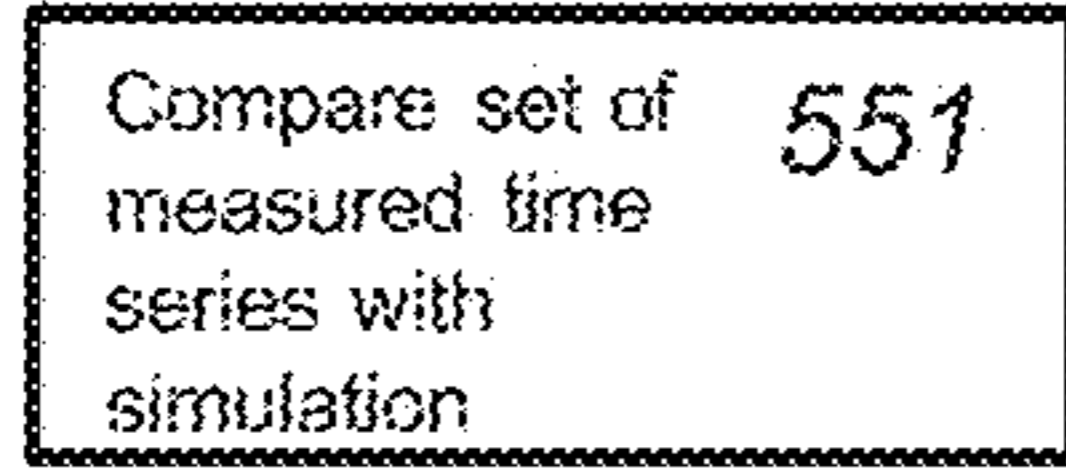 Compare set of 551
measured time
series with
simulation